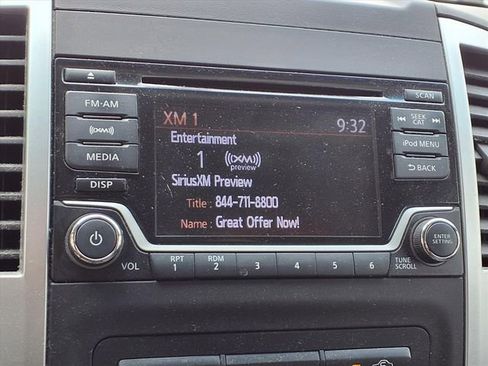 SCAN
FM·AM
XM
MEDIA
DISP
XM 1
9:32
Entertainment
1 XM
preview
SiriusXM Preview
Title : 844-711-8800
Name : Great Offer Now!
SEEK
CAT
iPod MENU
BACK
VOL
RPT
1
RDM
2
3
4
5
6
TUNE
SCROLL
ENTER
SETTING